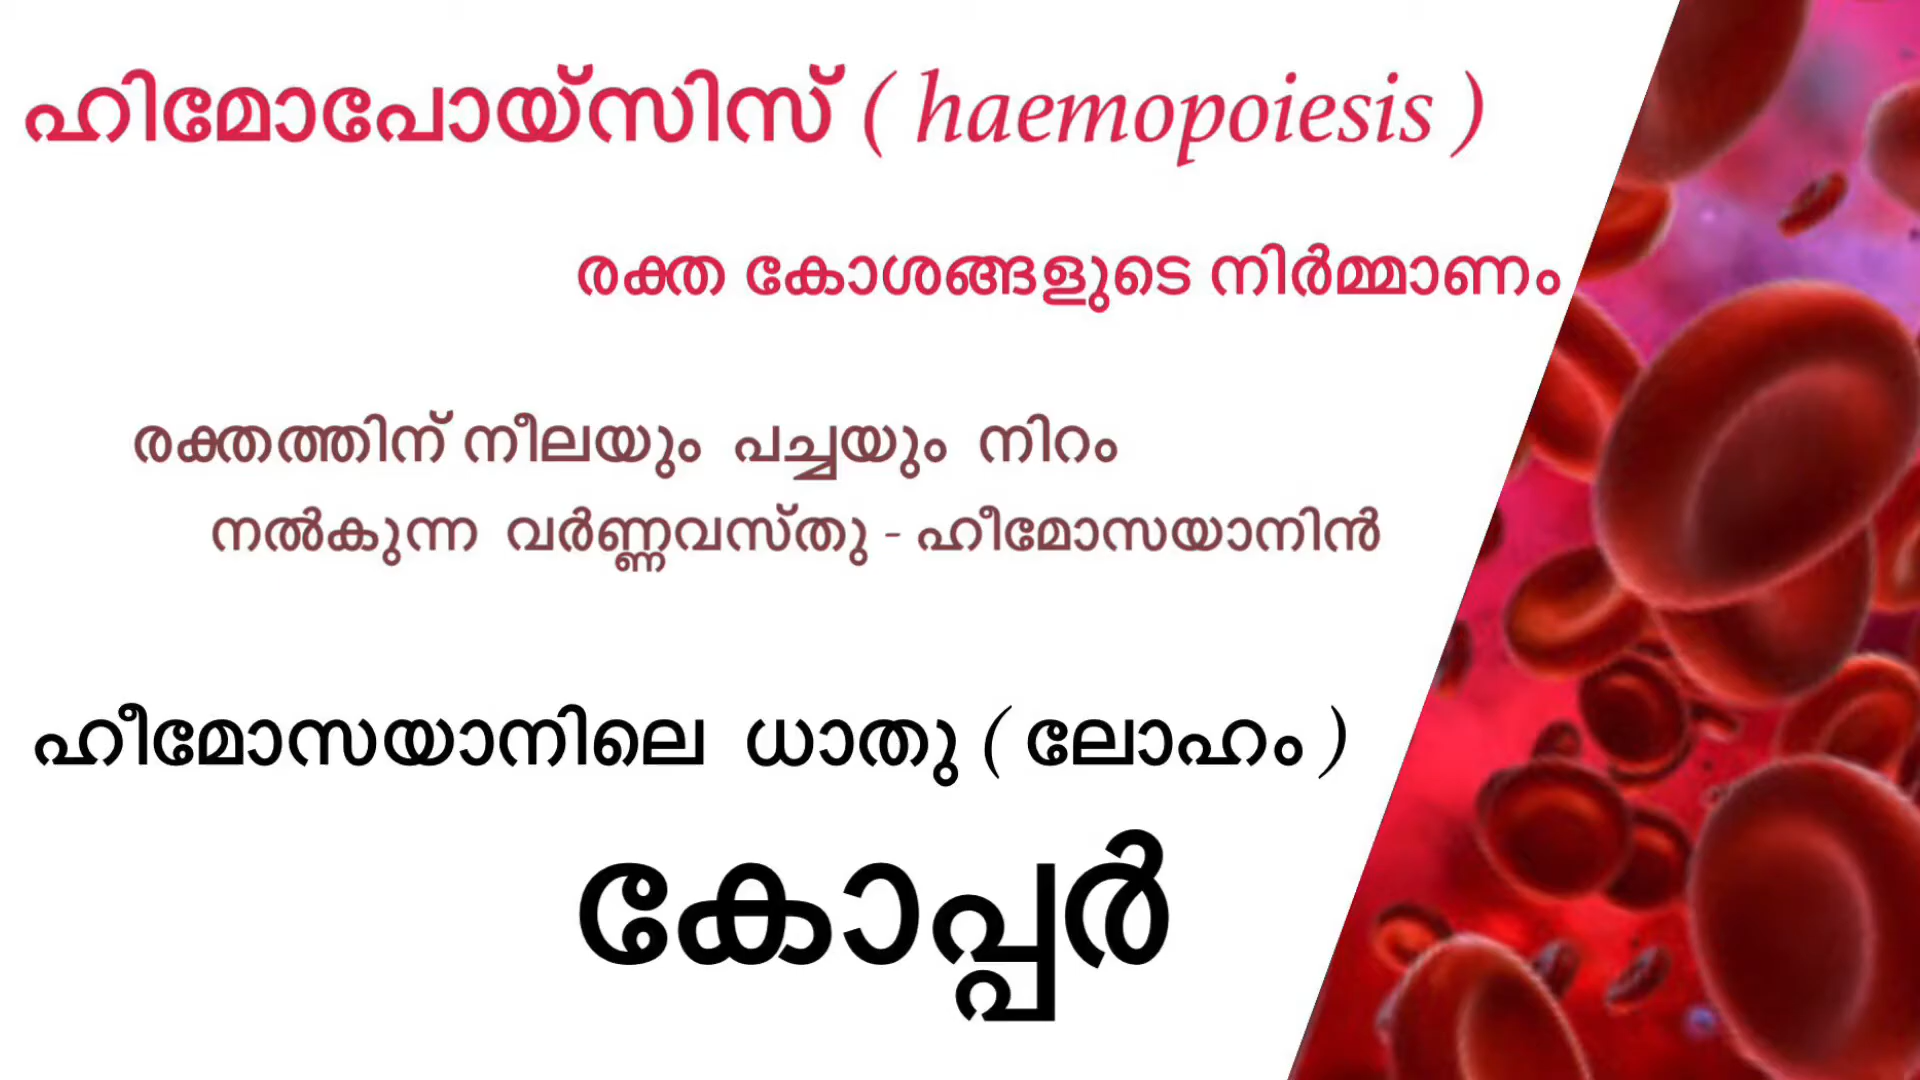 ഹിമോപോയ്സിസ് ( haemopoiesis )
രക്ത കോശങ്ങളുടെ നിർമ്മാണം
രക്തത്തിന് നീലയും പച്ചയും നിറം
നൽകുന്ന വർണ്ണവസ്തു - ഹീമോസയാനിൻ
ഹീമോസയാനിലെ ധാതു ( ലോഹം )
കോപ്പർ